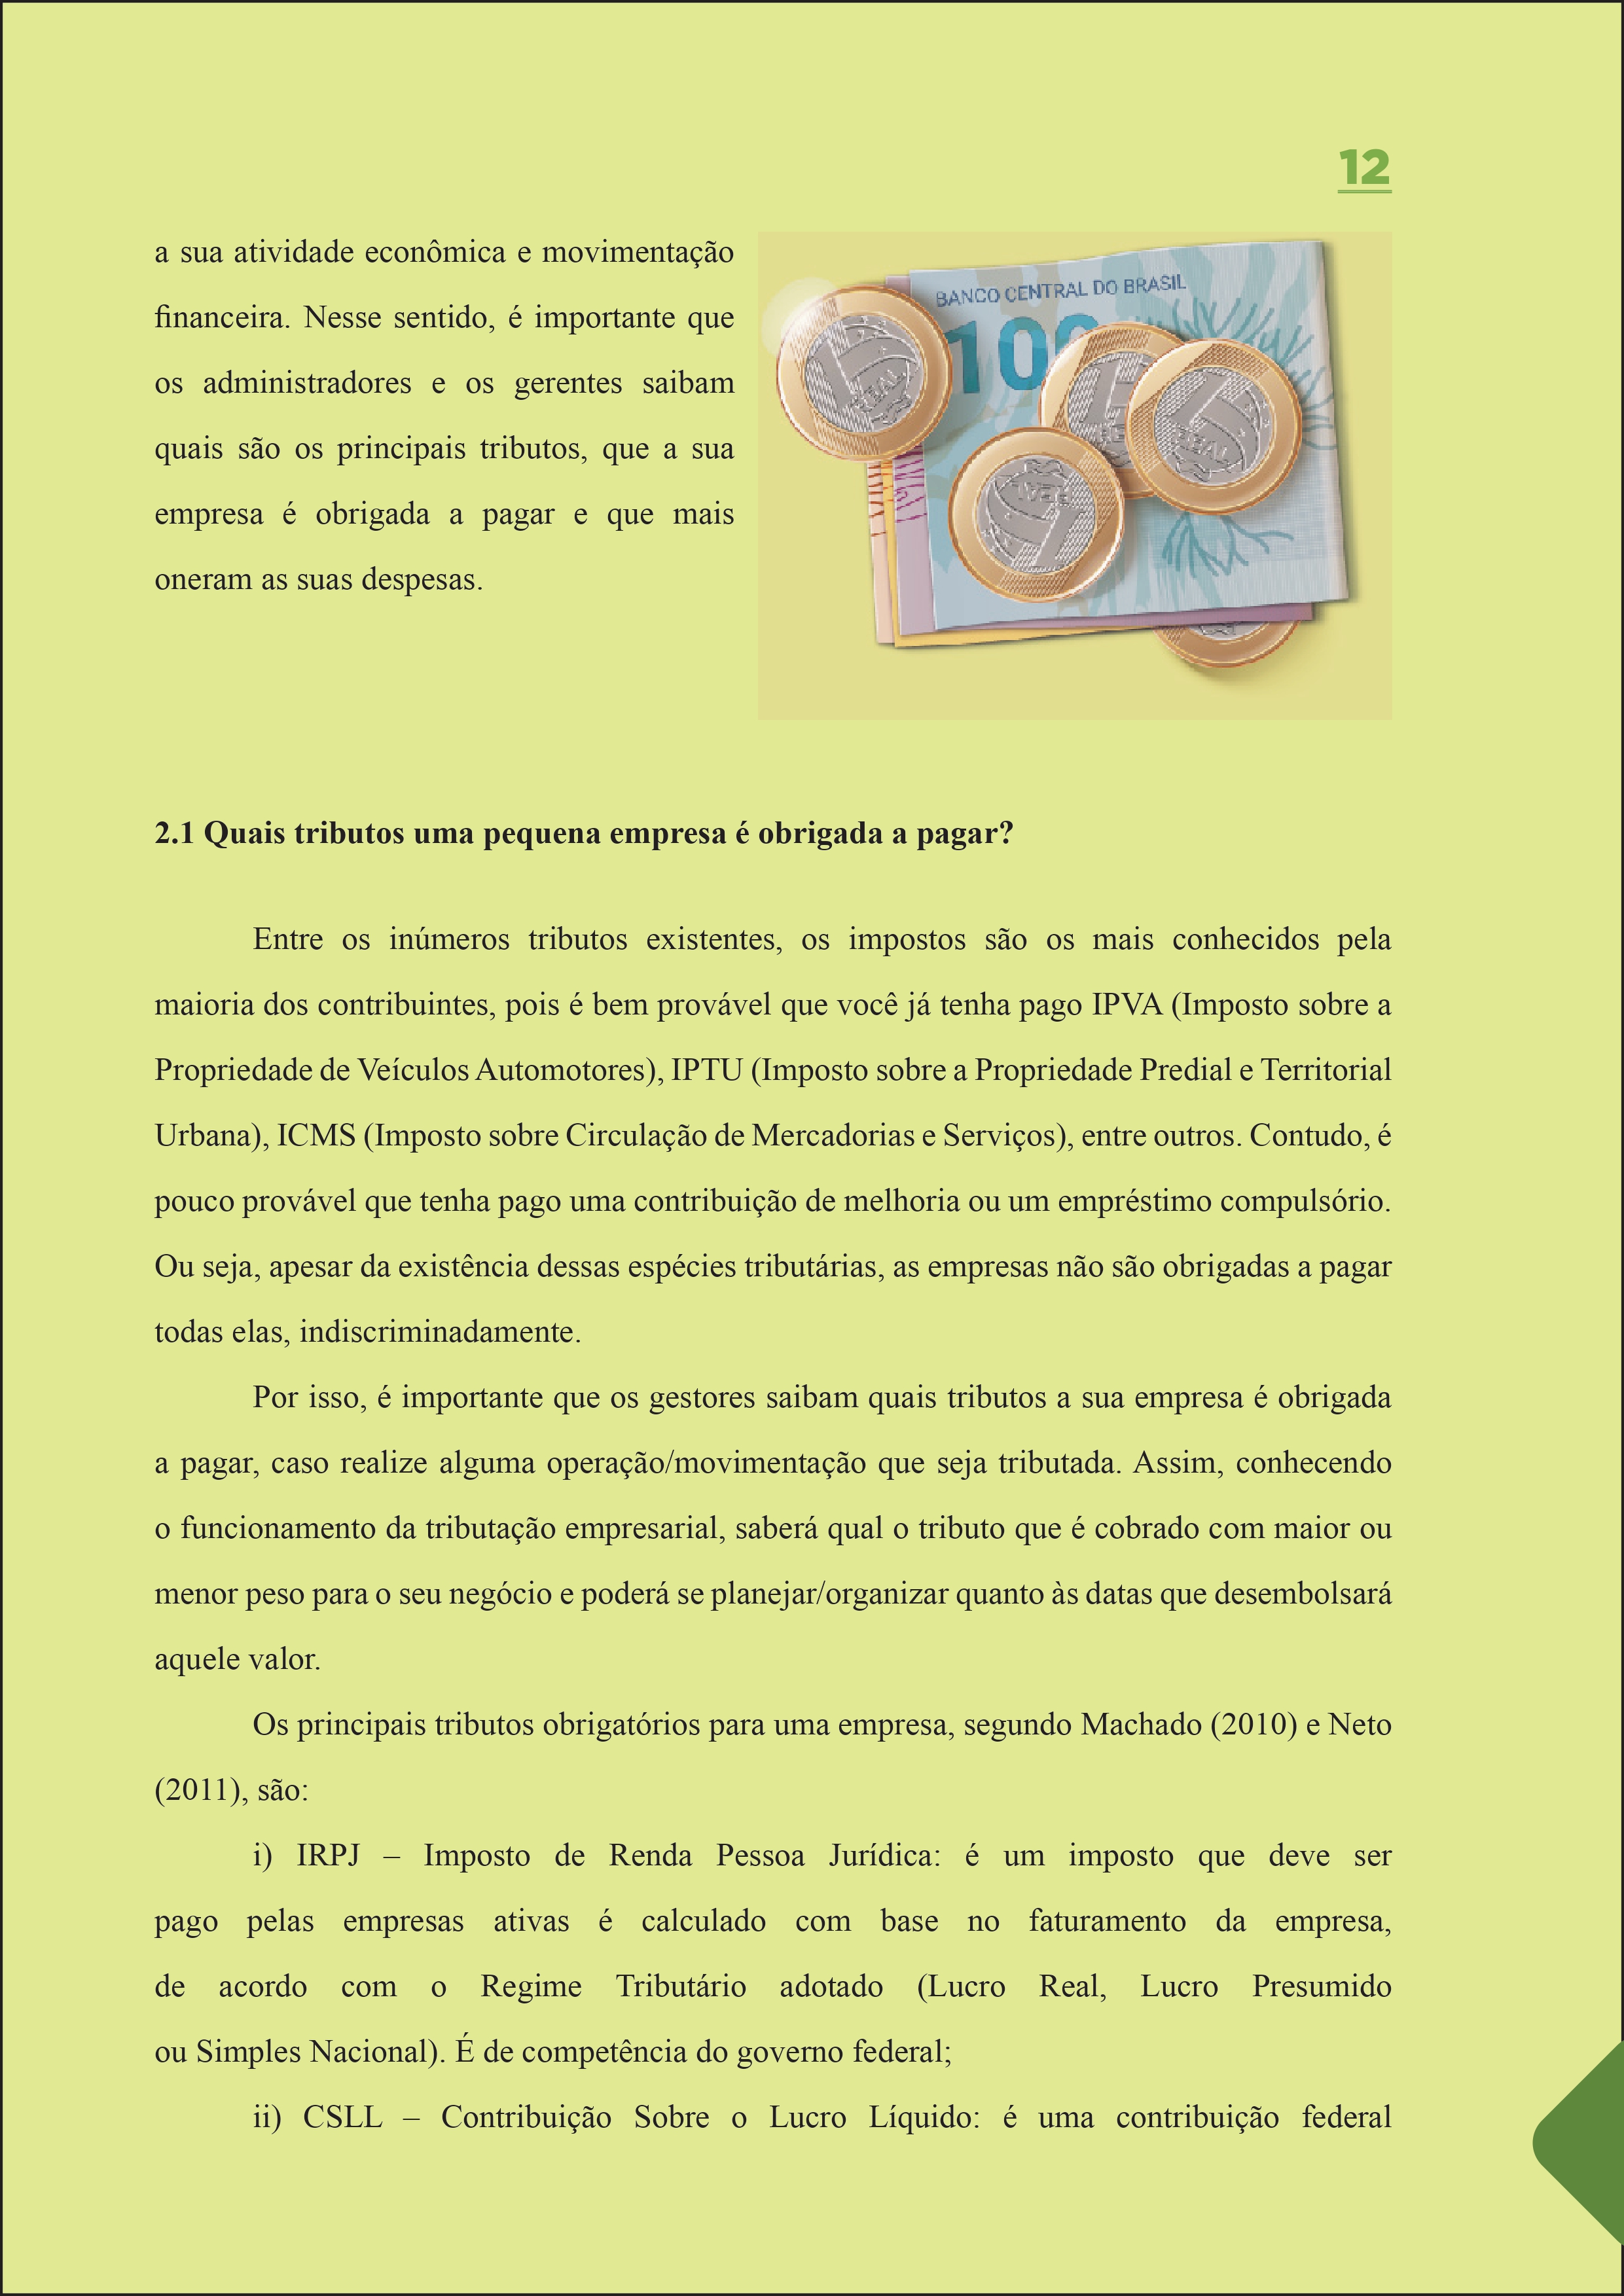 12
a sua atividade econômica e movimentação
financeira. Nesse sentido, é importante que
os administradores e os gerentes saibam
quais são os principais tributos, que a sua
empresa é obrigada a pagar e que mais
oneram as suas despesas.
BANCO CENTRAL DO BRASIL
100
1 REAL
1 REAL
REAL
2.1 Quais tributos uma pequena empresa é obrigada a pagar?
Entre os inúmeros tributos existentes, os impostos são os mais conhecidos pela
maioria dos contribuintes, pois é bem provável que você já tenha pago IPVA (Imposto sobre a
Propriedade de Veículos Automotores), IPTU (Imposto sobre a Propriedade Predial e Territorial
Urbana), ICMS (Imposto sobre Circulação de Mercadorias e Serviços), entre outros. Contudo, é
pouco provável que tenha pago uma contribuição de melhoria ou um empréstimo compulsório.
Ou seja, apesar da existência dessas espécies tributárias, as empresas não são obrigadas a pagar
todas elas, indiscriminadamente.
Por isso, é importante que os gestores saibam quais tributos a sua empresa é obrigada
a pagar, caso realize alguma operação/movimentação que seja tributada. Assim, conhecendo
o funcionamento da tributação empresarial, saberá qual o tributo que é cobrado com maior ou
menor peso para o seu negócio e poderá se planejar/organizar quanto às datas que desembolsará
aquele valor.
Os principais tributos obrigatórios para uma empresa, segundo Machado (2010) e Neto
(2011), são:
i) IRPJ – Imposto de Renda Pessoa Jurídica: é um imposto que deve ser
pago pelas empresas ativas é calculado com base no faturamento da empresa,
de acordo com o Regime Tributário adotado (Lucro Real, Lucro Presumido
ou Simples Nacional). É de competência do governo federal;
ii) CSLL – Contribuição Sobre o Lucro Líquido: é uma contribuição federal